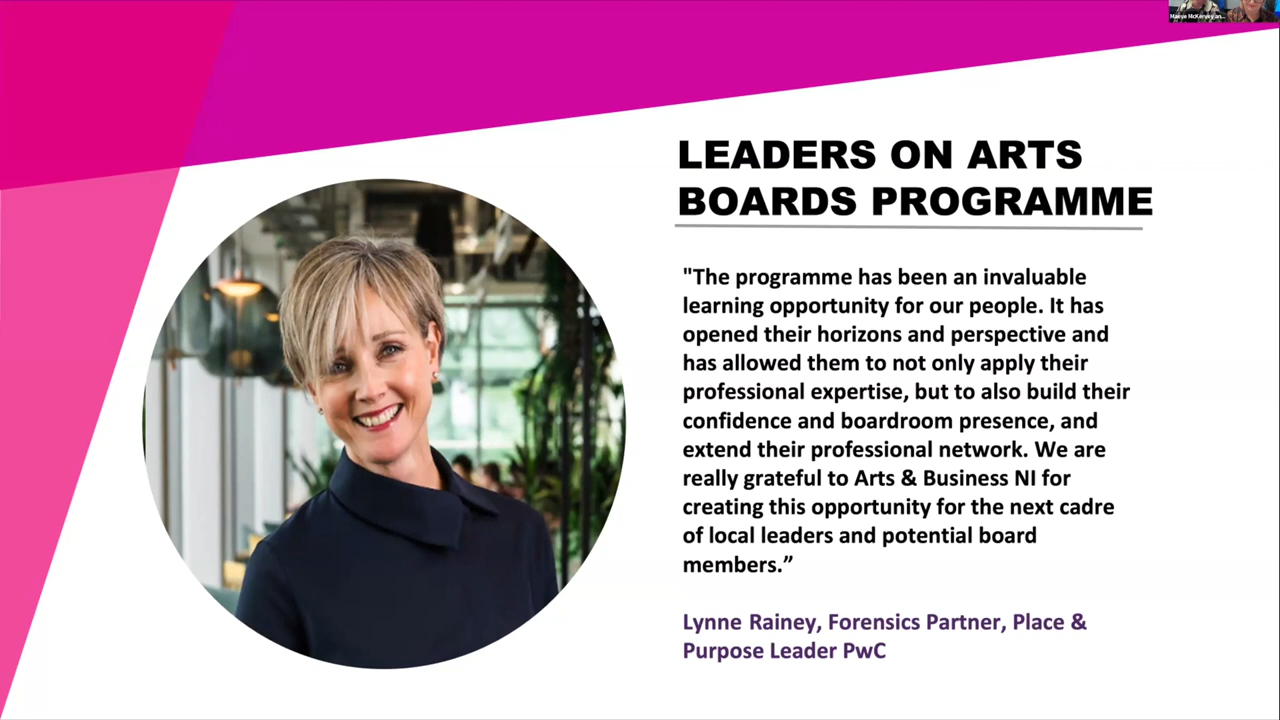 LEADERS ON ARTS
BOARDS PROGRAMME
"The programme has been an invaluable
learning opportunity for our people. It has
opened their horizons and perspective and
has allowed them to not only apply their
professional expertise, but to also build their
confidence and boardroom presence, and
extend their professional network. We are
really grateful to Arts & Business NI for
creating this opportunity for the next cadre
of local leaders and potential board
members.”
Lynne Rainey, Forensics Partner, Place &
Purpose Leader PwC